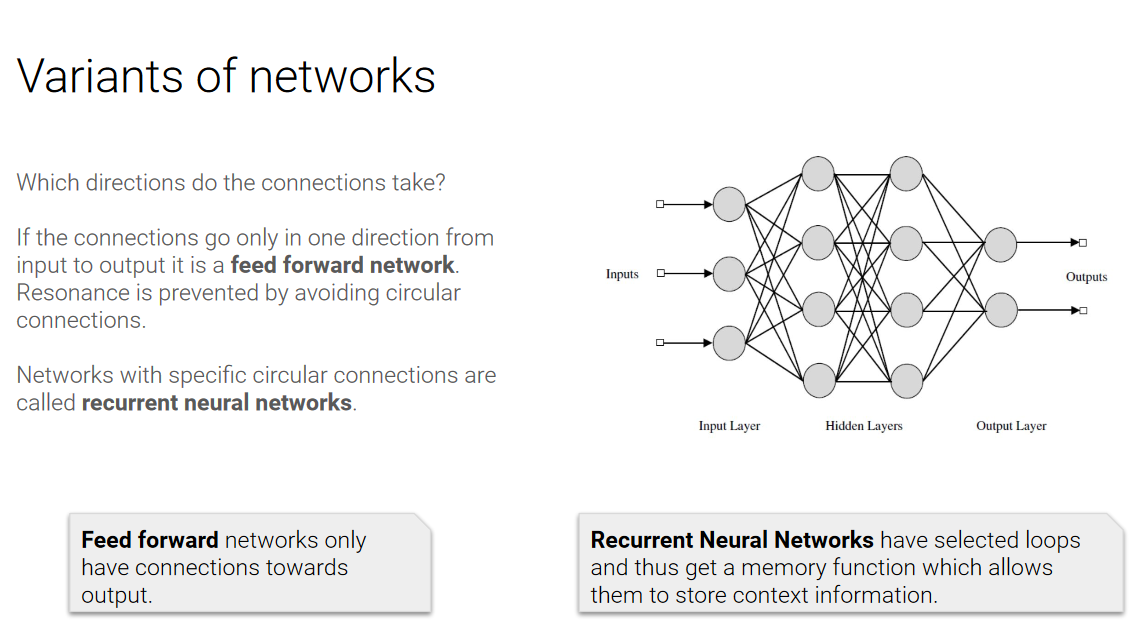 Variants of networks
Which directions do the connections take?
If the connections go only in one direction from
input to output it is a feed forward network.
Resonance is prevented by avoiding circular
connections.
Networks with specific circular connections are
called recurrent neural networks.
Inputs
Outputs
Input Layer
Hidden Layers
Output Layer
Feed forward networks only
have connections towards
output.
Recurrent Neural Networks have selected loops
and thus get a memory function which allows
them to store context information.